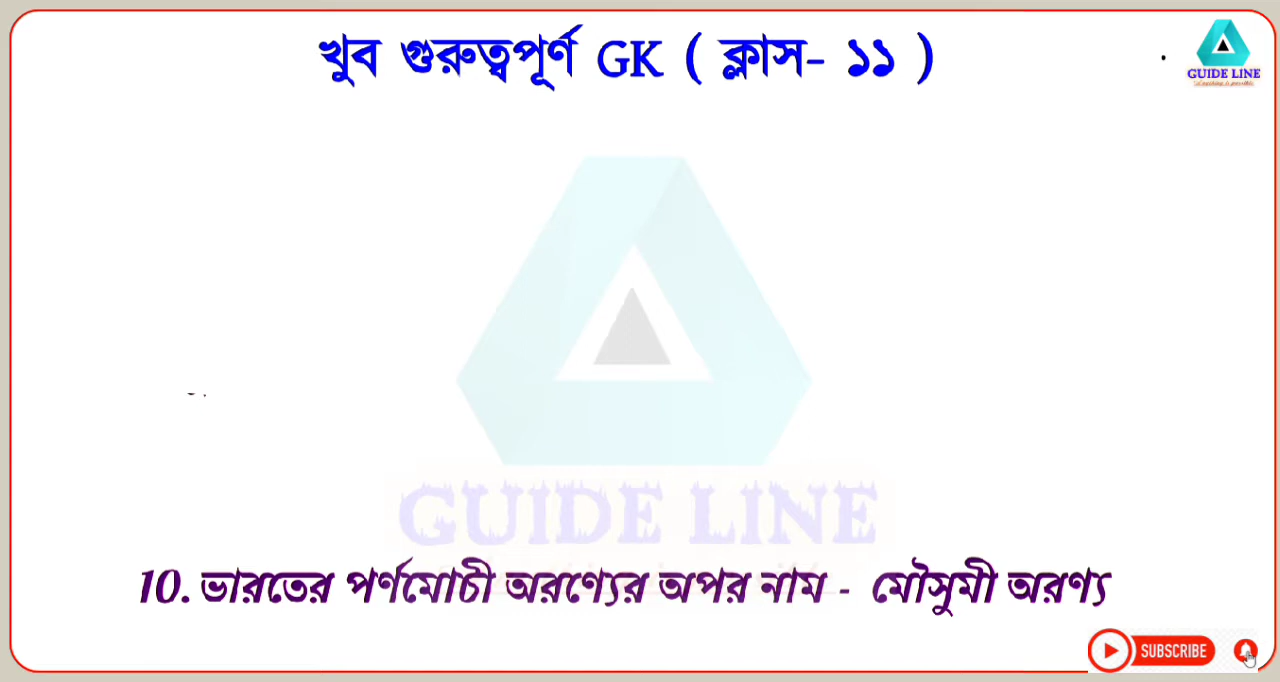 খুব গুরুত্বপূর্ণ GK ( ক্লাস- ১১ )
GUIDE LINE
GUIDE LINE
10. ভারতের পর্ণমোচী অরণ্যের অপর নাম - মৌসুমী অরণ্য
SUBSCRIBE